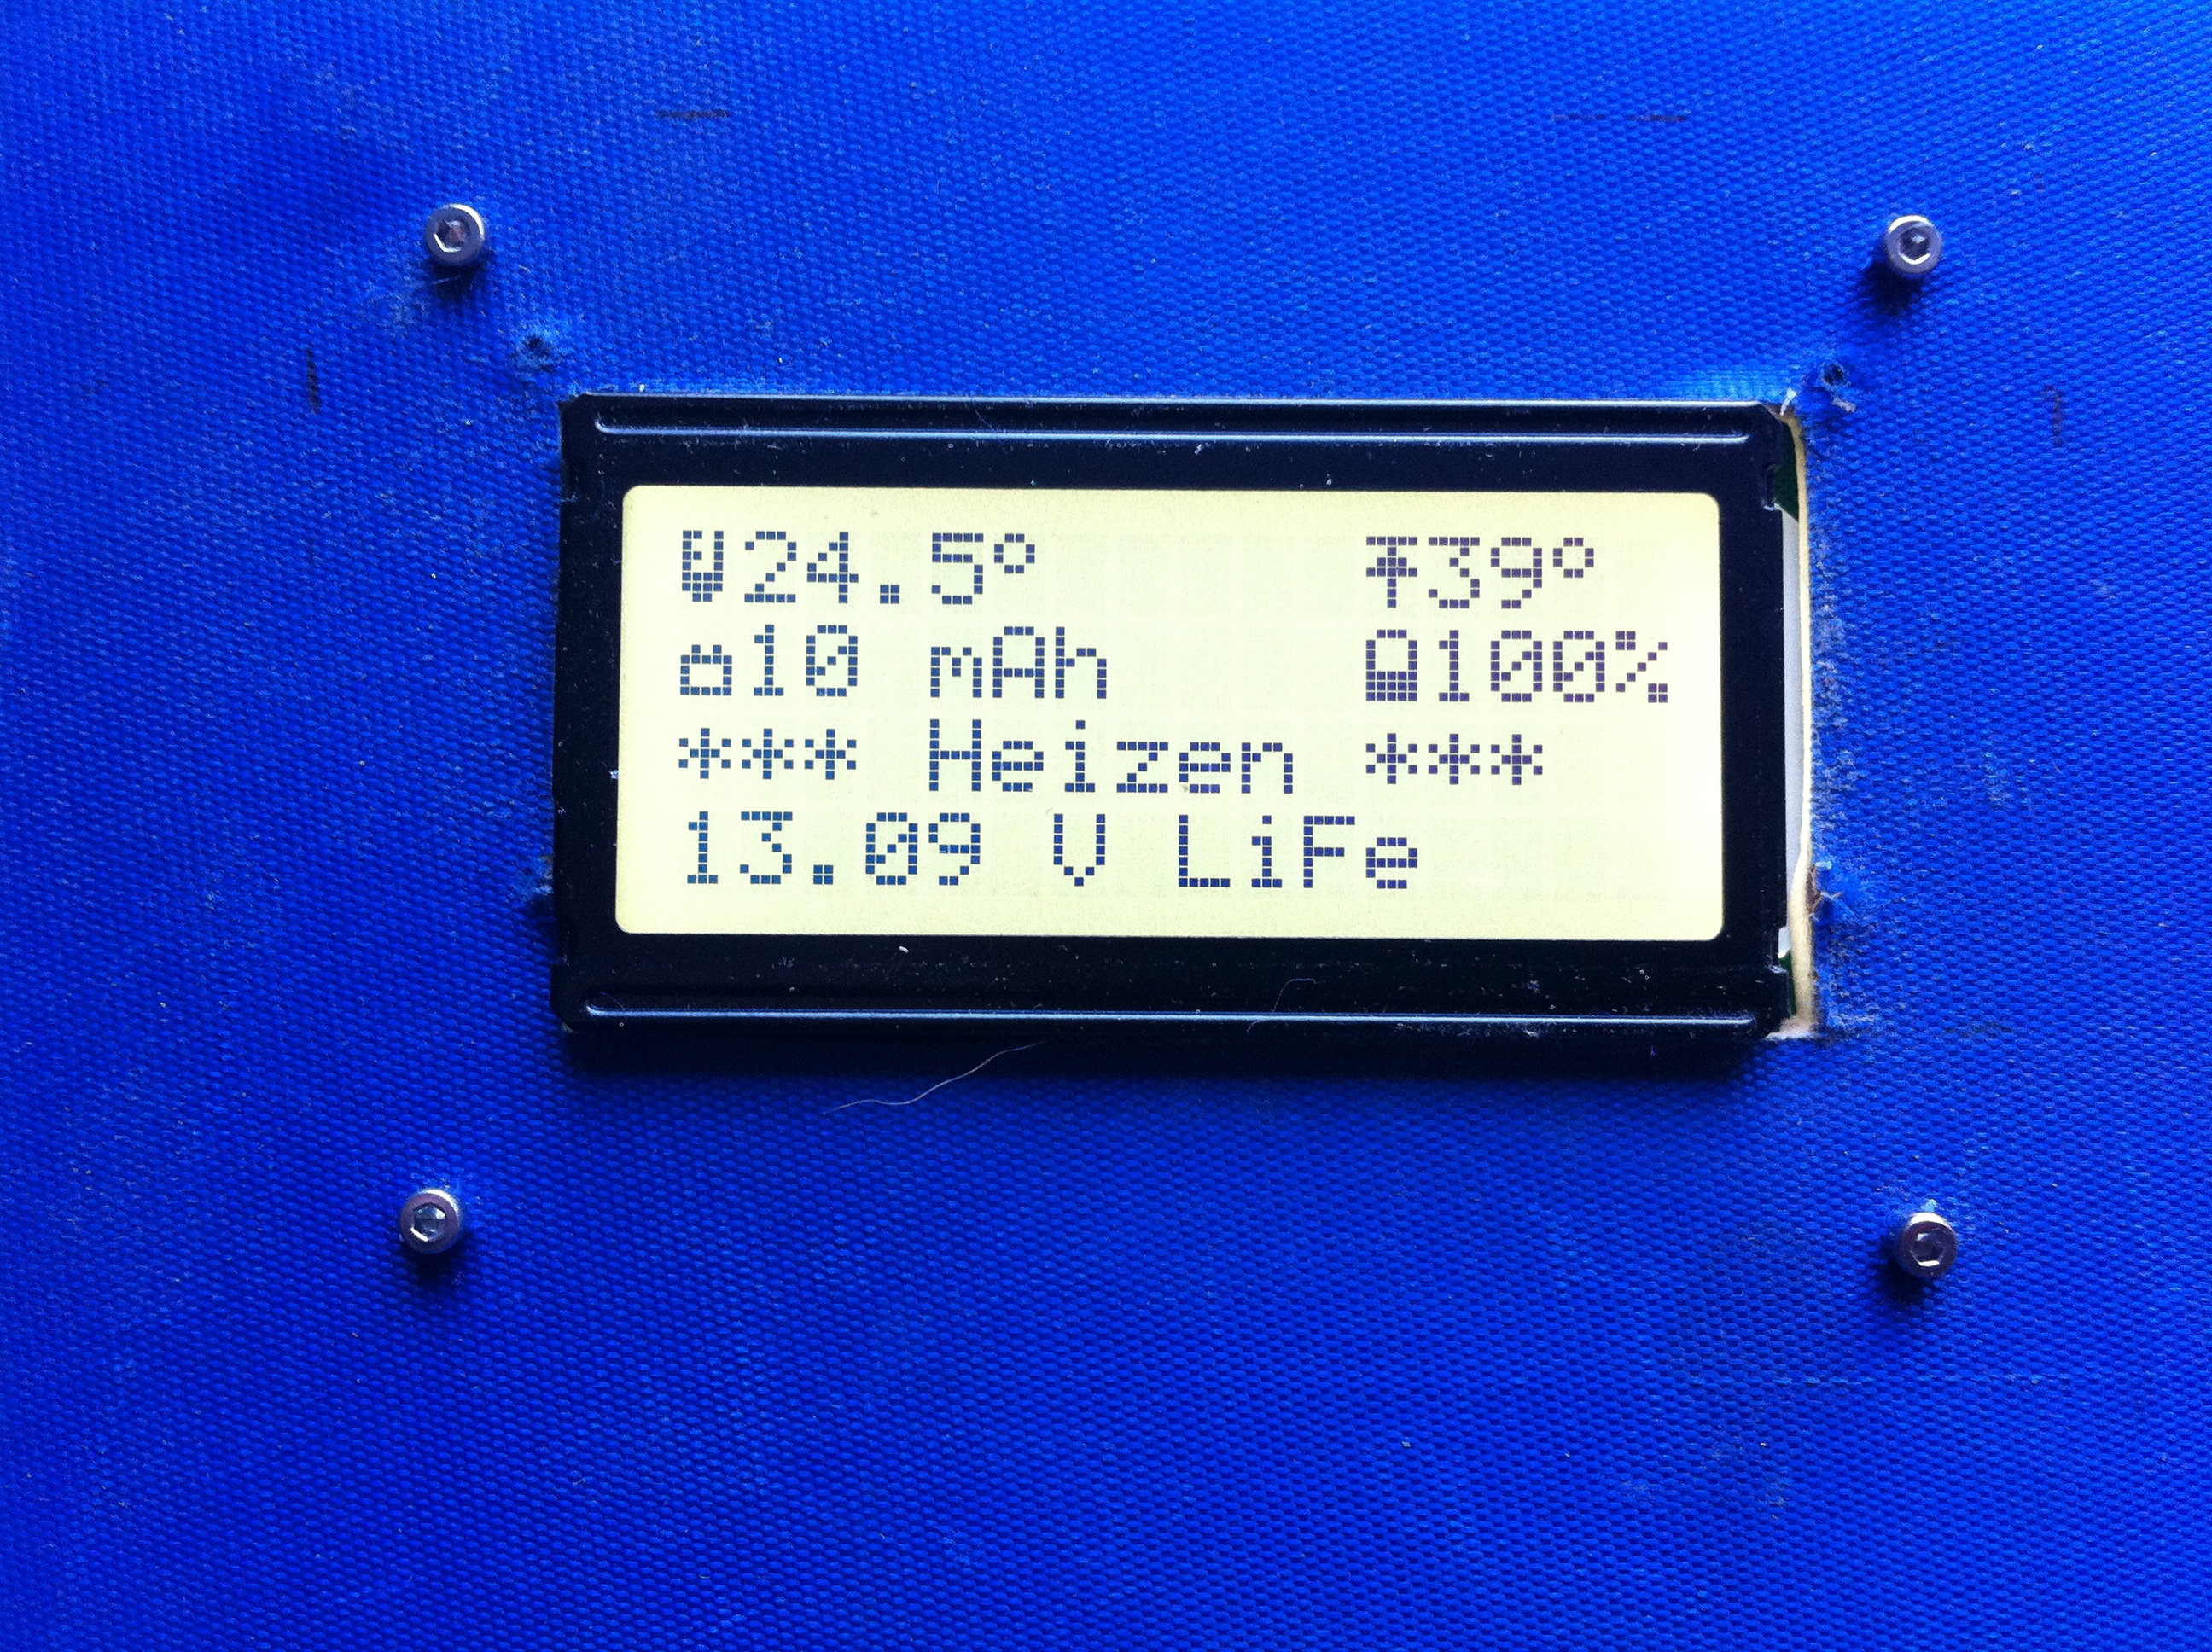 24.5° 39°
10 mAh 100%
*** Heizen ***
13.09 V LiFe